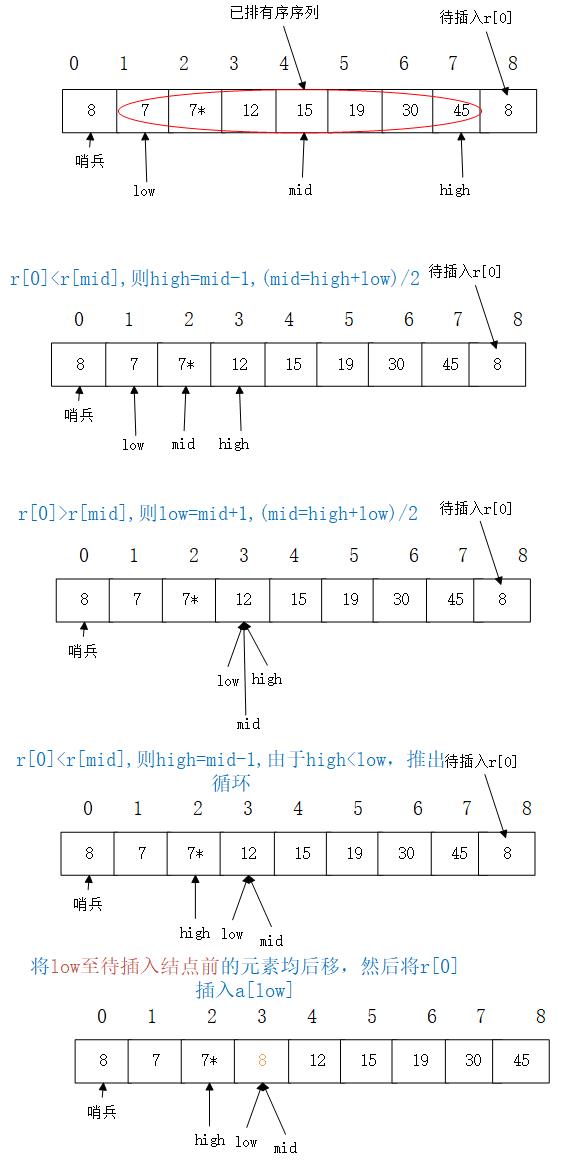 已排有序序列
待插入r[0]
0 1 2 3 4 5 6 7 8
8 7 7* 12 15 19 30 45 8
哨兵
low mid high
r[0]<r[mid],则high=mid-1,(mid=high+low)/2
待插入r[0]
0 1 2 3 4 5 6 7 8
8 7 7* 12 15 19 30 45 8
哨兵
low mid high
r[0]>r[mid],则low=mid+1,(mid=high+low)/2
待插入r[0]
0 1 2 3 4 5 6 7 8
8 7 7* 12 15 19 30 45 8
哨兵
low high
mid
r[0]<r[mid],则high=mid-1,由于high<low，推出
循环
待插入r[0]
0 1 2 3 4 5 6 7 8
8 7 7* 12 15 19 30 45 8
哨兵
high low mid
将low至待插入结点前的元素均后移，然后将r[0]
插入a[low]
0 1 2 3 4 5 6 7 8
8 7 7* 8 12 15 19 30 45
哨兵
high low mid